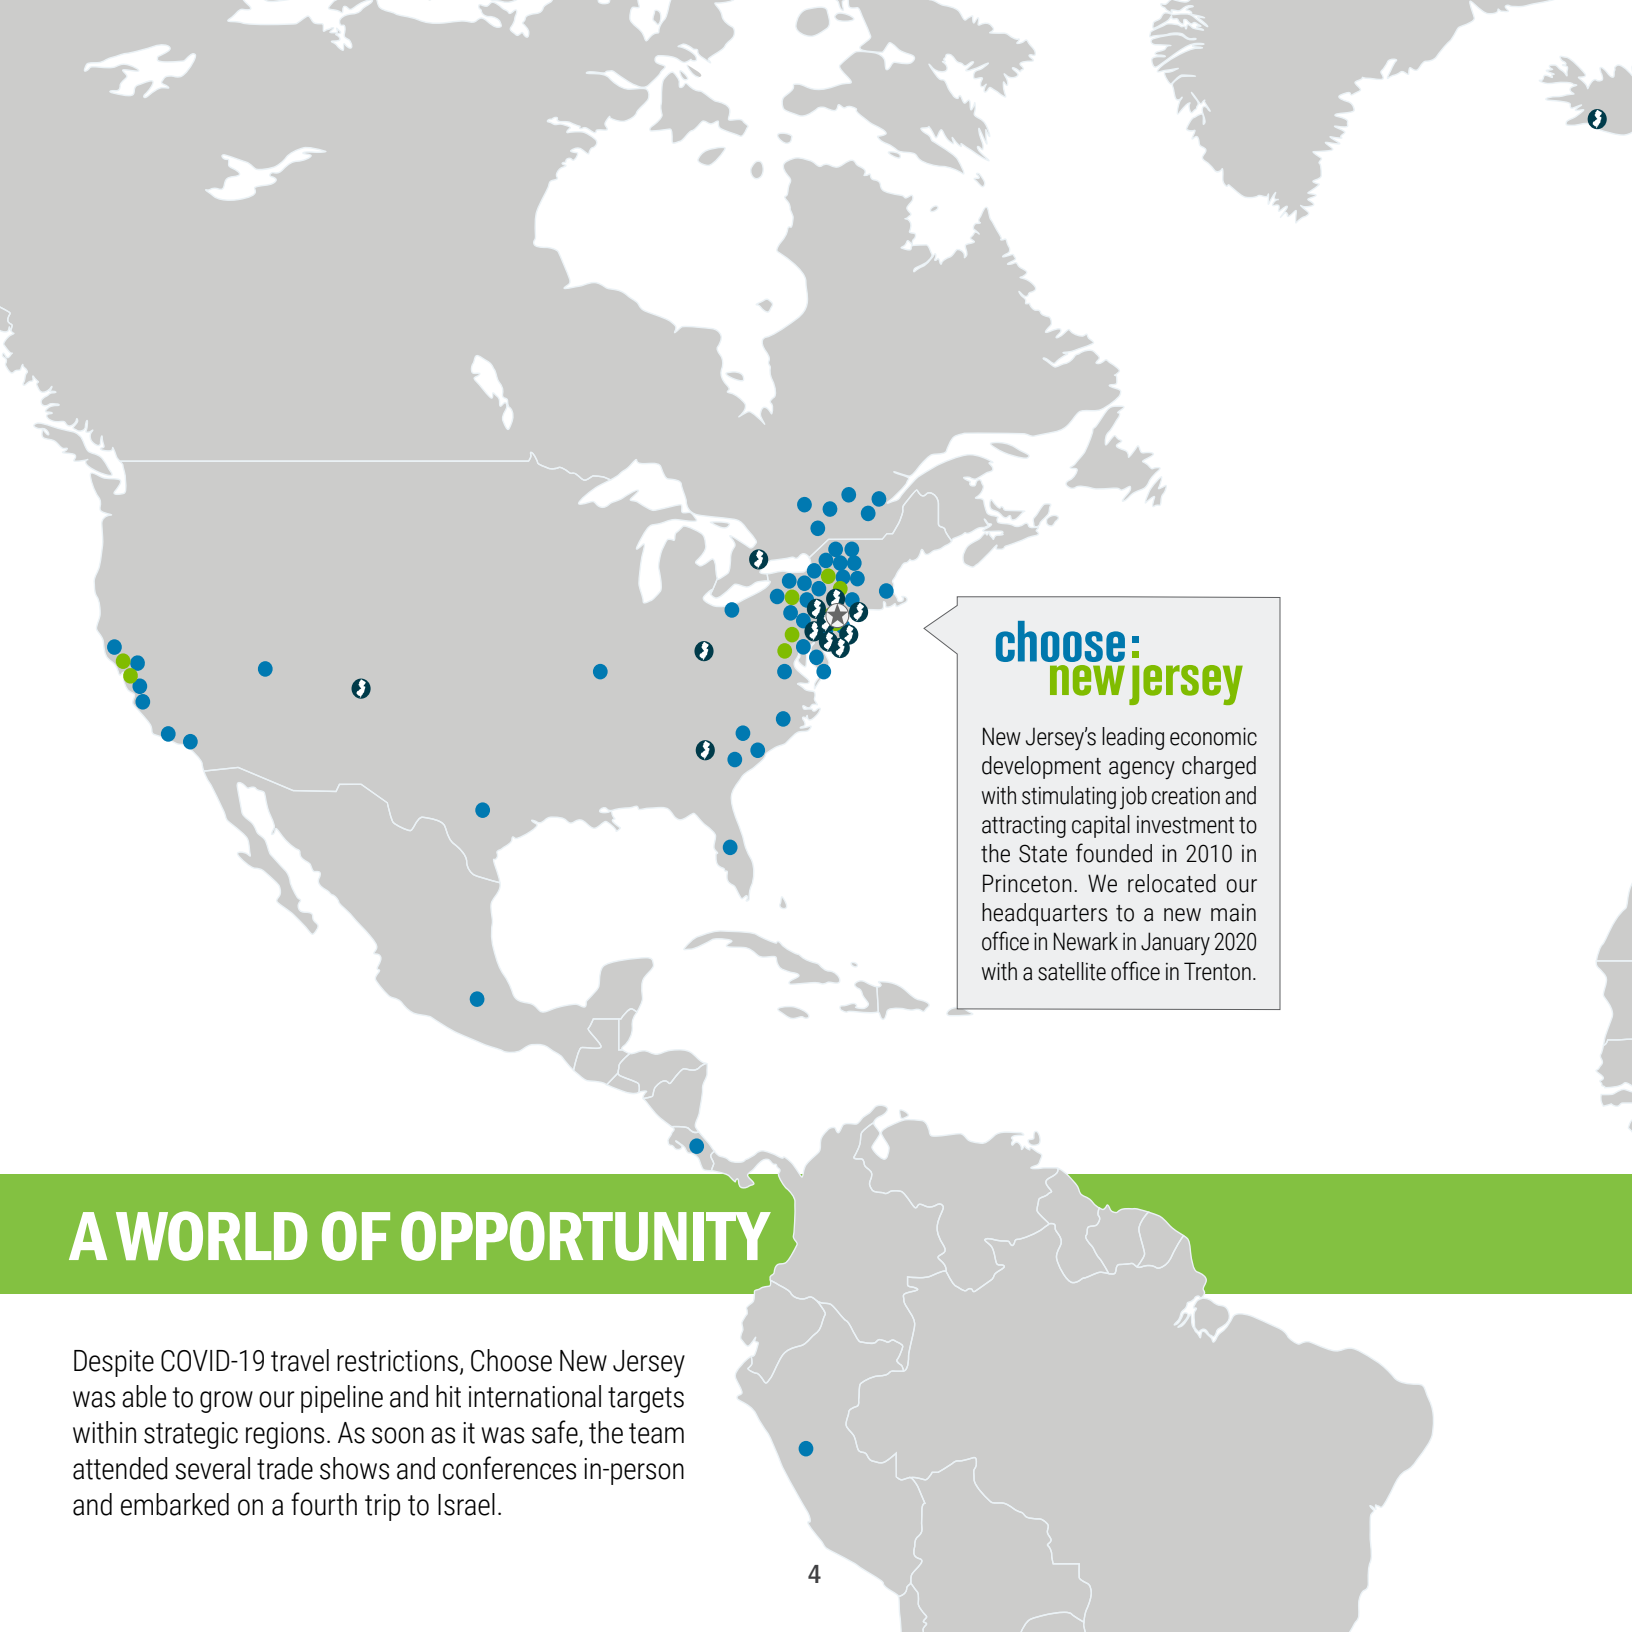 choose:
new jersey
New Jersey's leading economic
development agency charged
with stimulating job creation and
attracting capital investment to
the State founded in 2010 in
Princeton. We relocated our
headquarters to a new main
office in Newark in January 2020
with a satellite office in Trenton.
A WORLD OF OPPORTUNITY
Despite COVID-19 travel restrictions, Choose New Jersey
was able to grow our pipeline and hit international targets
within strategic regions. As soon as it was safe, the team
attended several trade shows and conferences in-person
and embarked on a fourth trip to Israel.
4